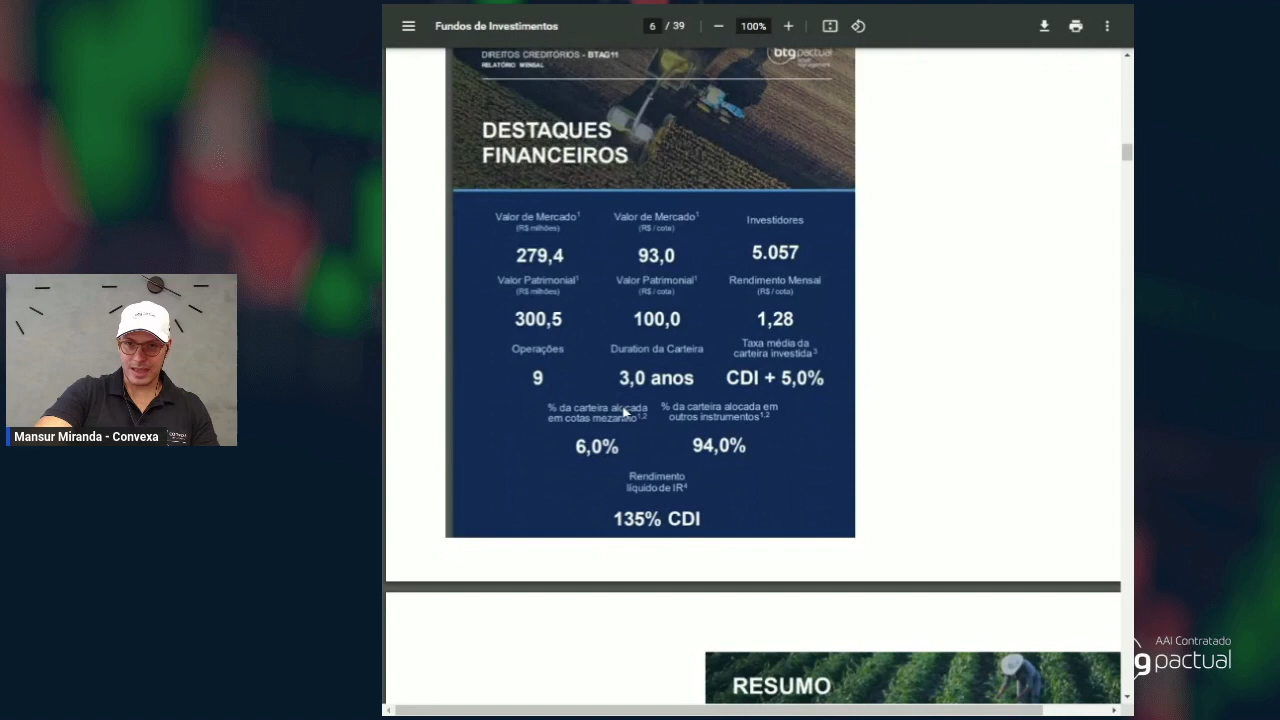 Fundos de Investimentos
6 / 39
100%
DIREITOS CREDITÓRIOS - BTAG11
RELATÓRIO MENSAL
btg pactual
DESTAQUES
FINANCEIROS
Valor de Mercado¹
(R$ milhões)
279,4
Valor de Mercado¹
(R$ / cota)
93,0
Investidores
5.057
Valor Patrimonial¹
(R$ milhões)
300,5
Valor Patrimonial¹
(R$ / cota)
100,0
Rendimento Mensal
(R$ / cota)
1,28
Operações
9
Duration da Carteira
3,0 anos
Taxa média da
carteira investida³
CDI + 5,0%
% da carteira alocada
em cotas mezanino¹,²
6,0%
% da carteira alocada em
outros instrumentos¹,²
94,0%
Rendimento
líquido de IR⁴
135% CDI
RESUMO
Mansur Miranda - Convexa
AAI Contratado
g pactual